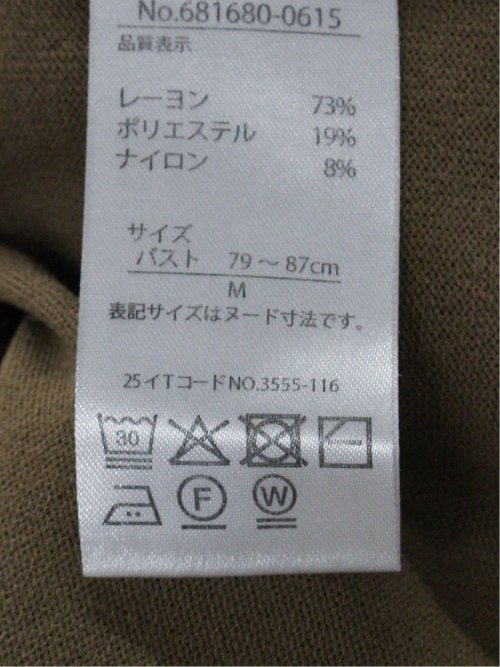 No.681680-0615
品質表示
レーヨン 73%
ポリエステル 19%
ナイロン 8%
サイズ
バスト 79～87cm
M
表記サイズはヌード寸法です。
25イTコードNO.3555-116
30
F W